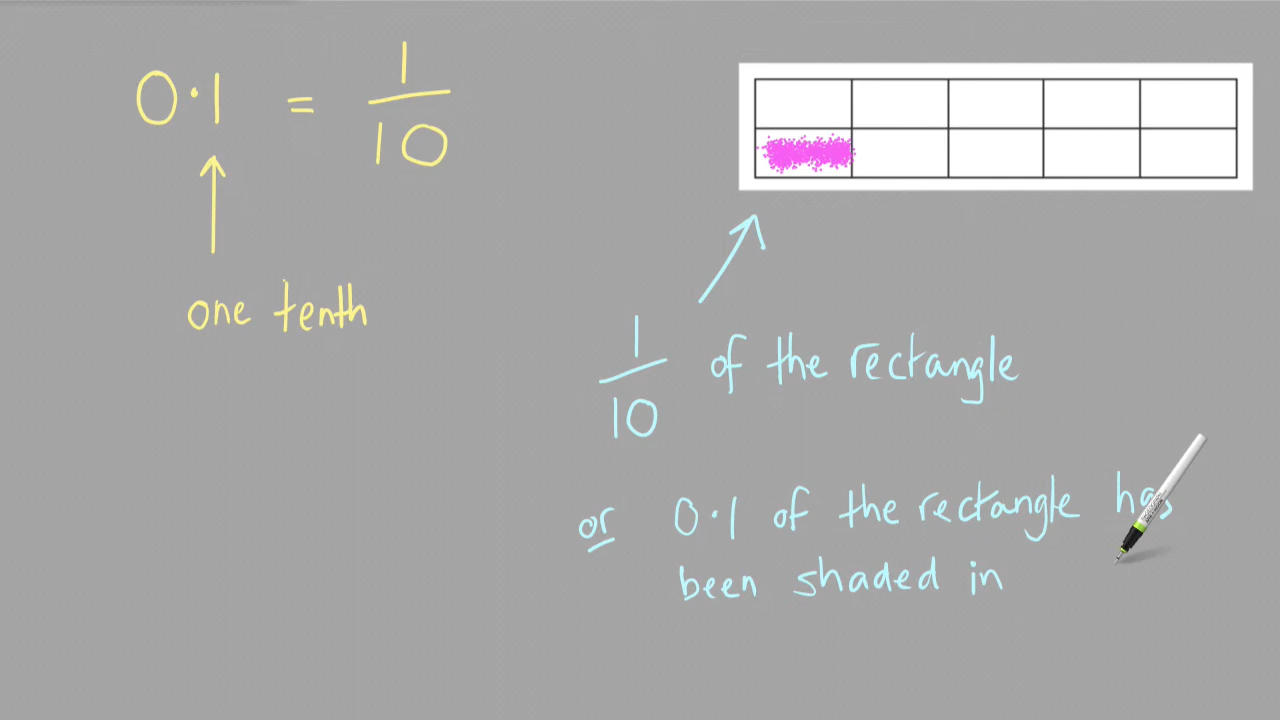 0·1 = 1/10
one tenth
1/10 of the rectangle
or 0·1 of the rectangle has
been shaded in